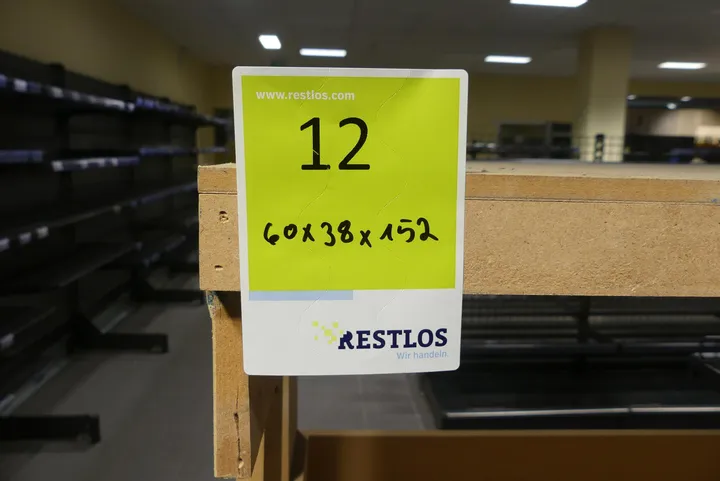 www.restlos.com
12
60x38x152
RESTLOS
Wir handeln